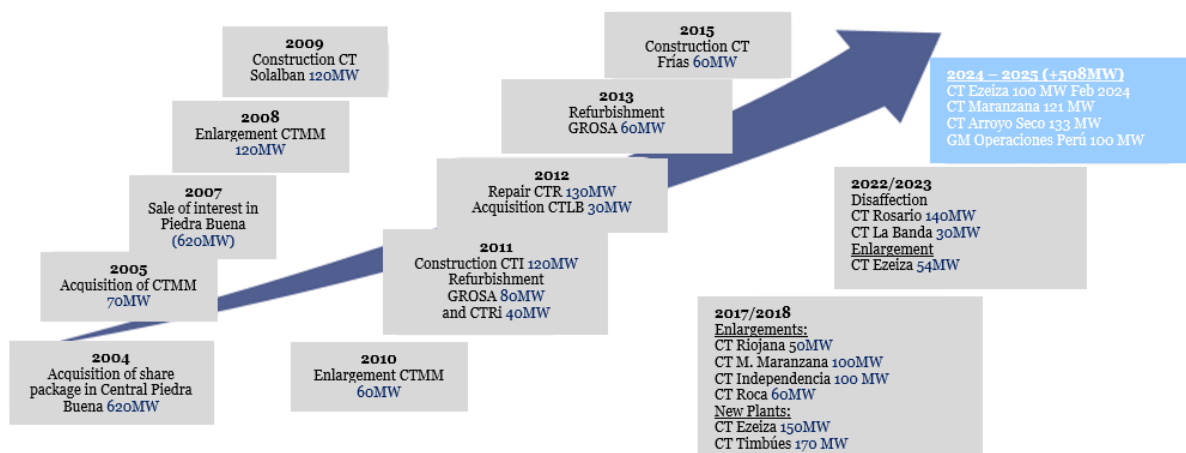 2004
Acquisition of share
package in Central Piedra
Buena 620MW
2005
Acquisition of CTMM
70MW
2007
Sale of interest in
Piedra Buena
(620MW)
2008
Enlargement CTMM
120MW
2009
Construction CT
Solalban 120MW
2010
Enlargement CTMM
60MW
2011
Construction CTI 120MW
Refurbishment
GROSA 80MW
and CTRi 40MW
2012
Repair CTR 130MW
Acquisition CTLB 30MW
2013
Refurbishment
GROSA 60MW
2015
Construction CT
Frías 60MW
2017/2018
Enlargements:
CT Riojana 50MW
CT M. Maranzana 100MW
CT Independencia 100 MW
CT Roca 60MW
New Plants:
CT Ezeiza 150MW
CT Timbúes 170 MW
2022/2023
Disaffection
CT Rosario 140MW
CT La Banda 30MW
Enlargement
CT Ezeiza 54MW
2024 – 2025 (+508MW)
CT Ezeiza 100 MW Feb 2024
CT Maranzana 121 MW
CT Arroyo Seco 133 MW
GM Operaciones Perú 100 MW